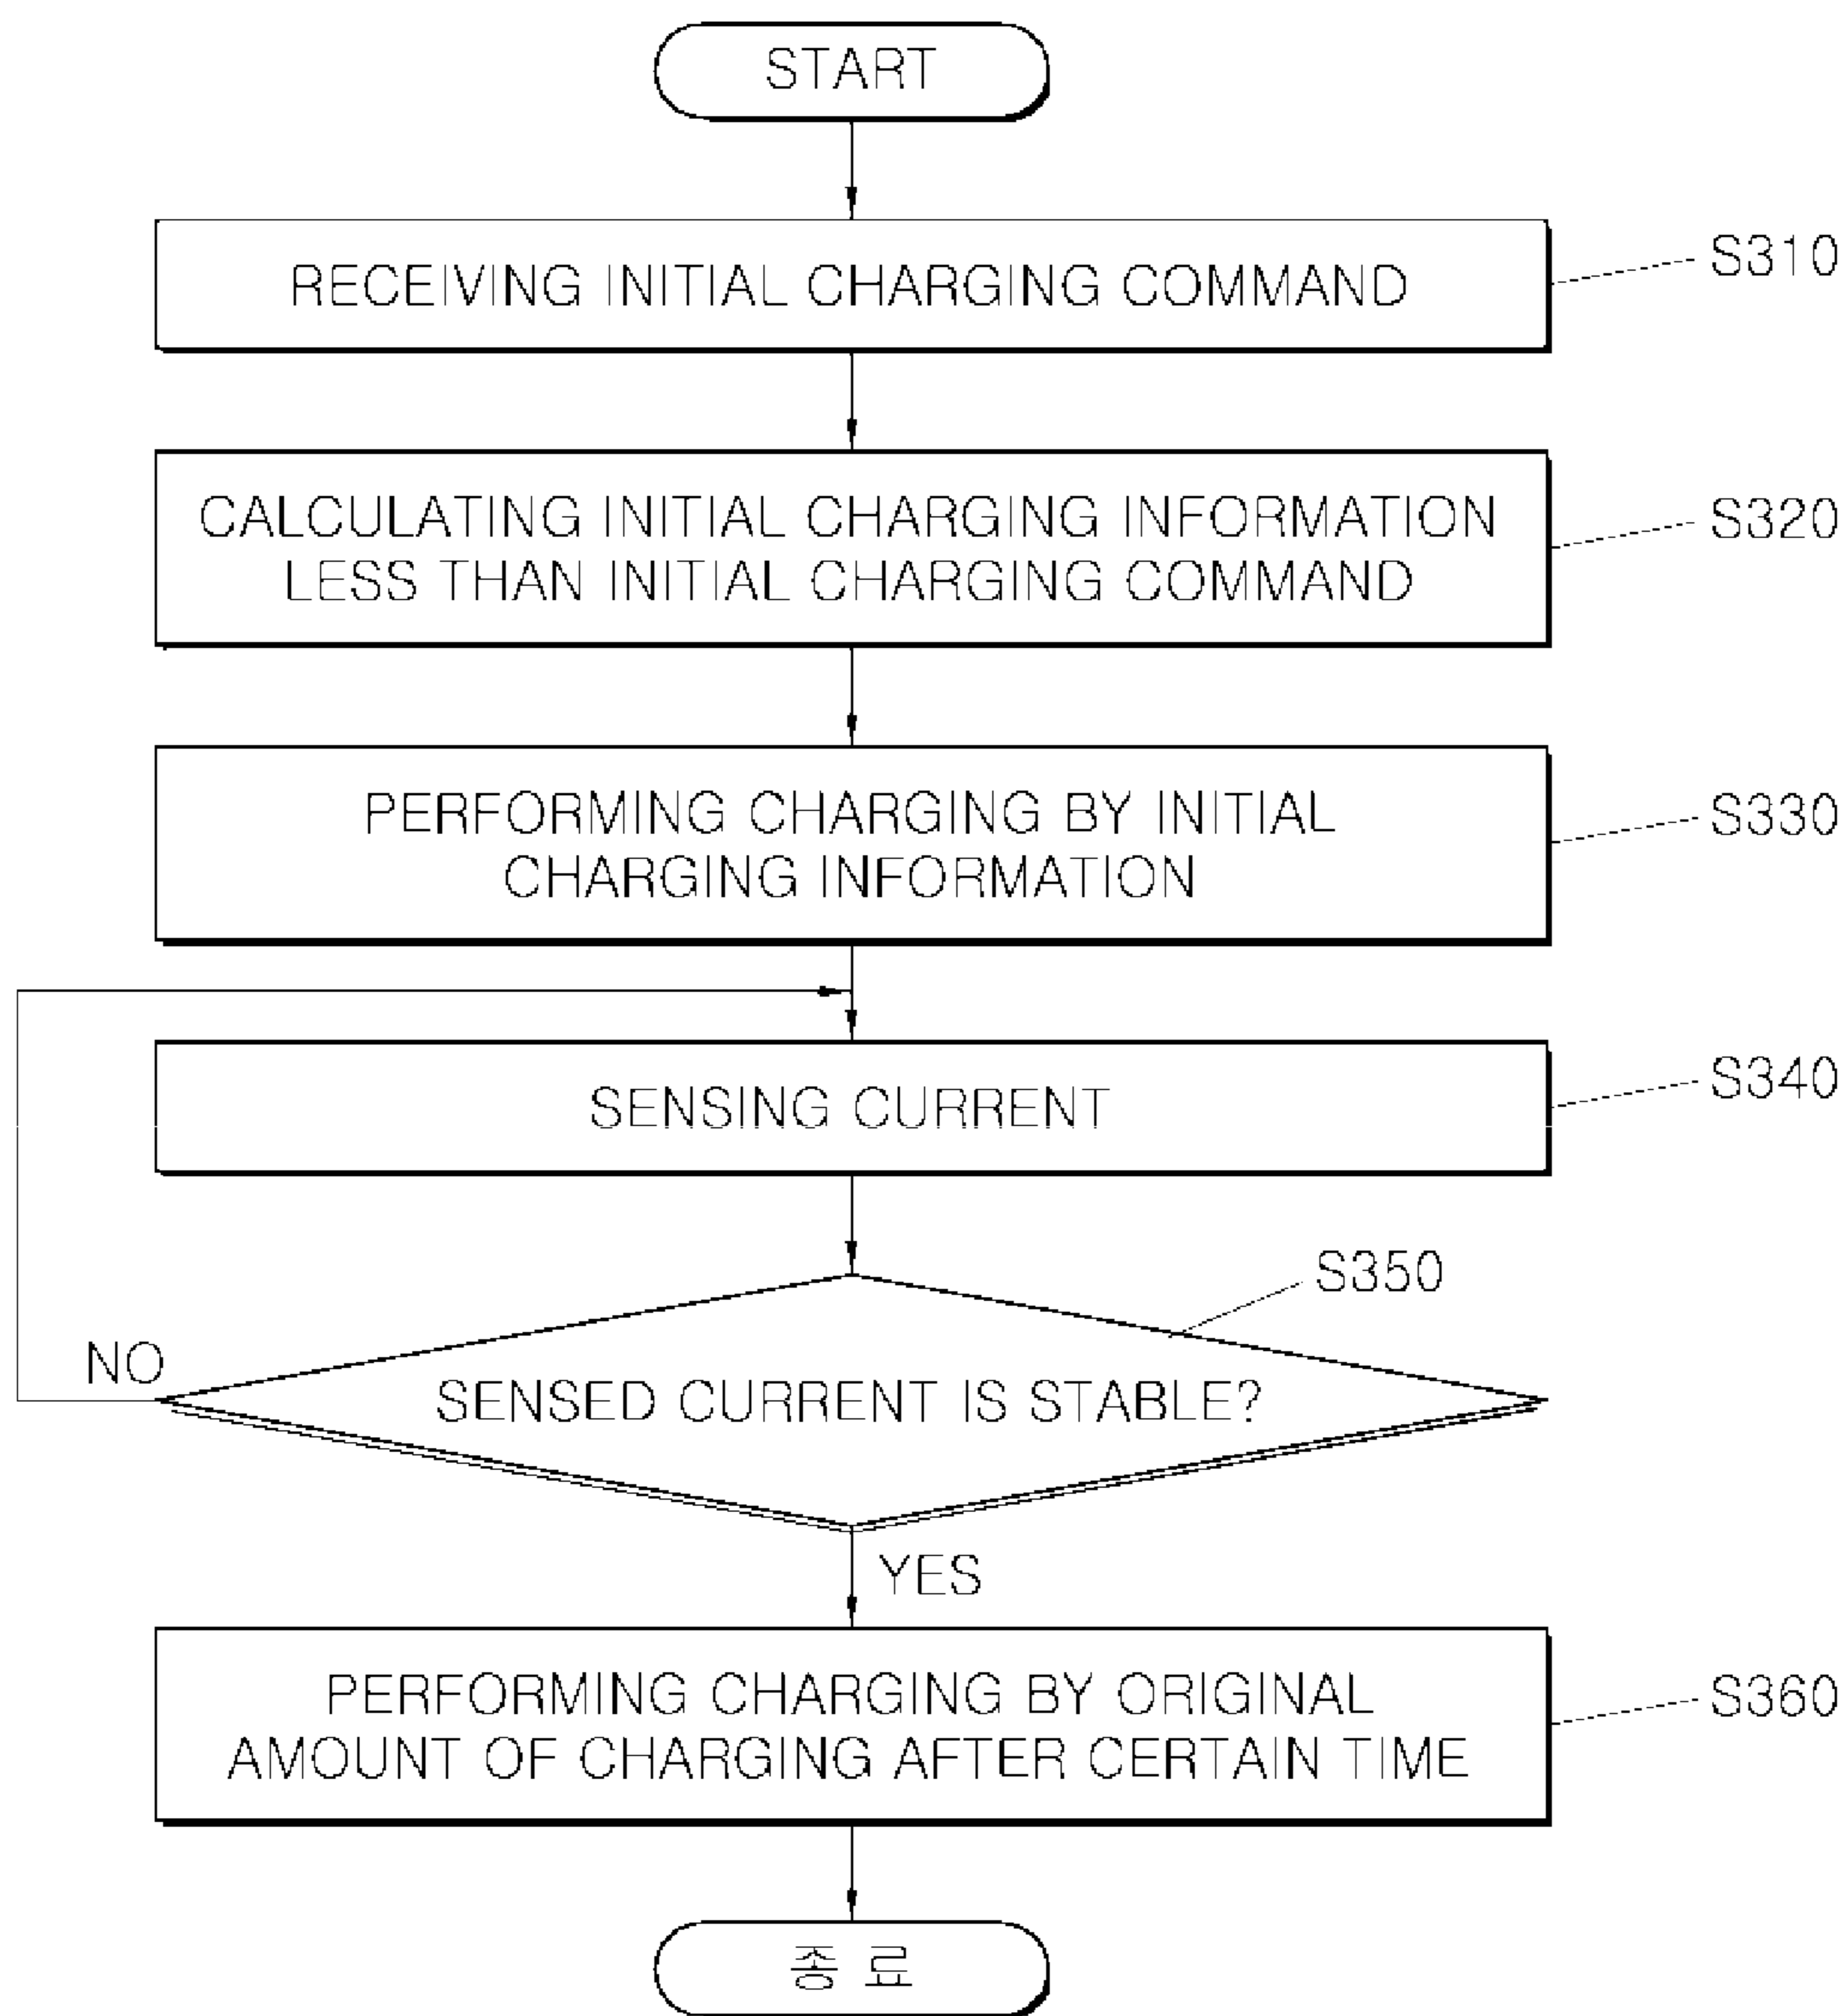 START
RECEIVING INITIAL CHARGING COMMAND
S310
CALCULATING INITIAL CHARGING INFORMATION
LESS THAN INITIAL CHARGING COMMAND
S320
PERFORMING CHARGING BY INITIAL
CHARGING INFORMATION
S330
SENSING CURRENT
S340
S350
NO
SENSED CURRENT IS STABLE?
YES
PERFORMING CHARGING BY ORIGINAL
AMOUNT OF CHARGING AFTER CERTAIN TIME
S360
종료